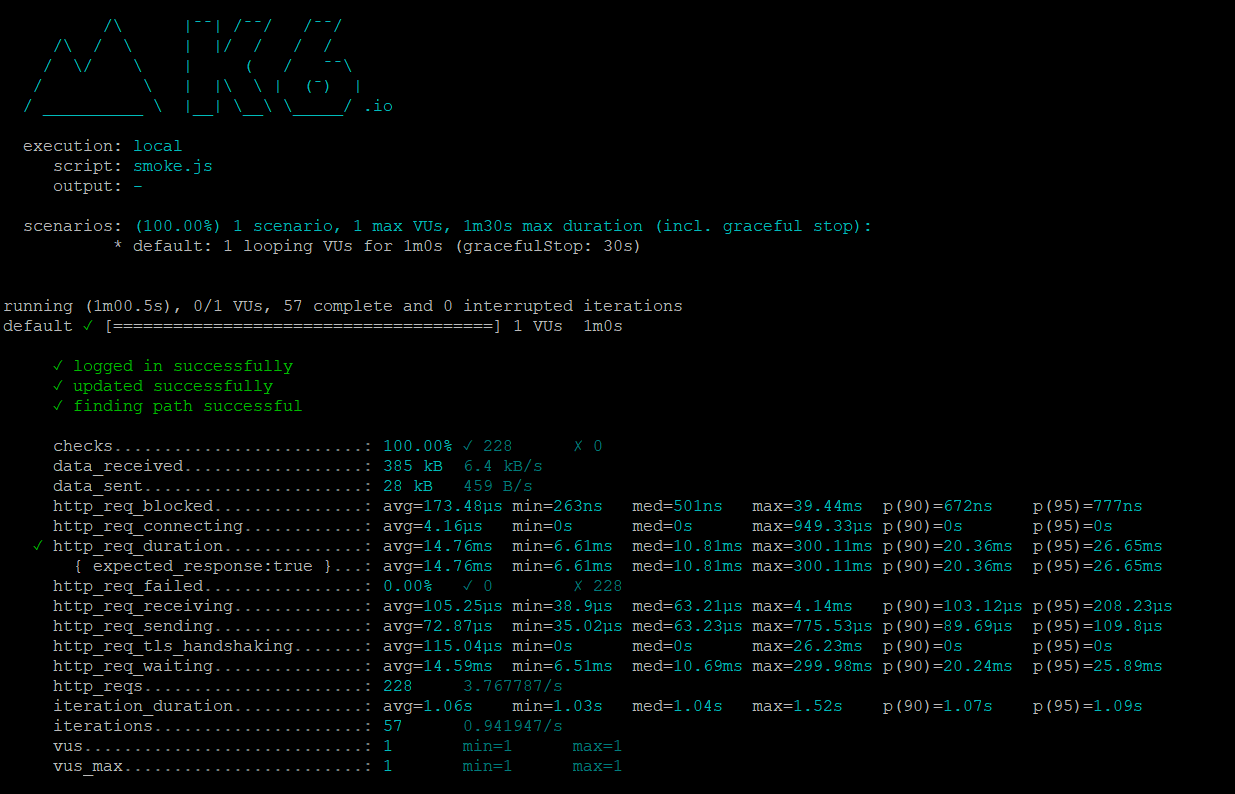 /\      |‾‾| /‾‾/   /‾‾/
     /\  /  \     |  |/  /   /  /
    /  \/    \    |     (   /   ‾‾\
   /          \   |  |\  \ |  (‾)  |
  / __________ \  |__| \__\ \_____/ .io

execution: local
script: smoke.js
output: -

scenarios: (100.00%) 1 scenario, 1 max VUs, 1m30s max duration (incl. graceful stop):
* default: 1 looping VUs for 1m0s (gracefulStop: 30s)

running (1m00.5s), 0/1 VUs, 57 complete and 0 interrupted iterations
default ✓ [======================================] 1 VUs  1m0s

✓ logged in successfully
✓ updated successfully
✓ finding path successful

checks.........................: 100.00% ✓ 228      ✗ 0
data_received..................: 385 kB  6.4 kB/s
data_sent......................: 28 kB   459 B/s
http_req_blocked...............: avg=173.48µs min=263ns   med=501ns   max=39.44ms  p(90)=672ns    p(95)=777ns
http_req_connecting............: avg=4.16µs   min=0s      med=0s      max=949.33µs p(90)=0s       p(95)=0s
✓ http_req_duration..............: avg=14.76ms  min=6.61ms  med=10.81ms max=300.11ms p(90)=20.36ms  p(95)=26.65ms
{ expected_response:true }...: avg=14.76ms  min=6.61ms  med=10.81ms max=300.11ms p(90)=20.36ms  p(95)=26.65ms
http_req_failed................: 0.00%   ✓ 0        ✗ 228
http_req_receiving.............: avg=105.25µs min=38.9µs  med=63.21µs max=4.14ms   p(90)=103.12µs p(95)=208.23µs
http_req_sending...............: avg=72.87µs  min=35.02µs med=63.23µs max=775.53µs p(90)=89.69µs  p(95)=109.8µs
http_req_tls_handshaking.......: avg=115.04µs min=0s      med=0s      max=26.23ms  p(90)=0s       p(95)=0s
http_req_waiting...............: avg=14.59ms  min=6.51ms  med=10.69ms max=299.98ms p(90)=20.24ms  p(95)=25.89ms
http_reqs......................: 228     3.767787/s
iteration_duration.............: avg=1.06s    min=1.03s   med=1.04s   max=1.52s    p(90)=1.07s    p(95)=1.09s
iterations.....................: 57      0.941947/s
vus............................: 1       min=1      max=1
vus_max........................: 1       min=1      max=1